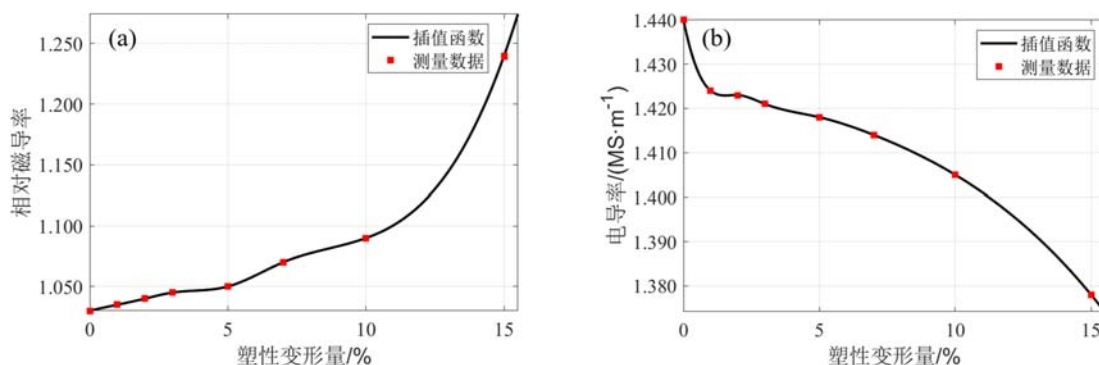 (a)
插值函数
测量数据
1.250
1.200
1.150
1.100
1.050
相对磁导率
0
5
10
15
塑性变形量/%
(b)
插值函数
测量数据
1.440
1.430
1.420
1.410
1.400
1.390
1.380
电导率/(MS·m⁻¹)
0
5
10
15
塑性变形量/%